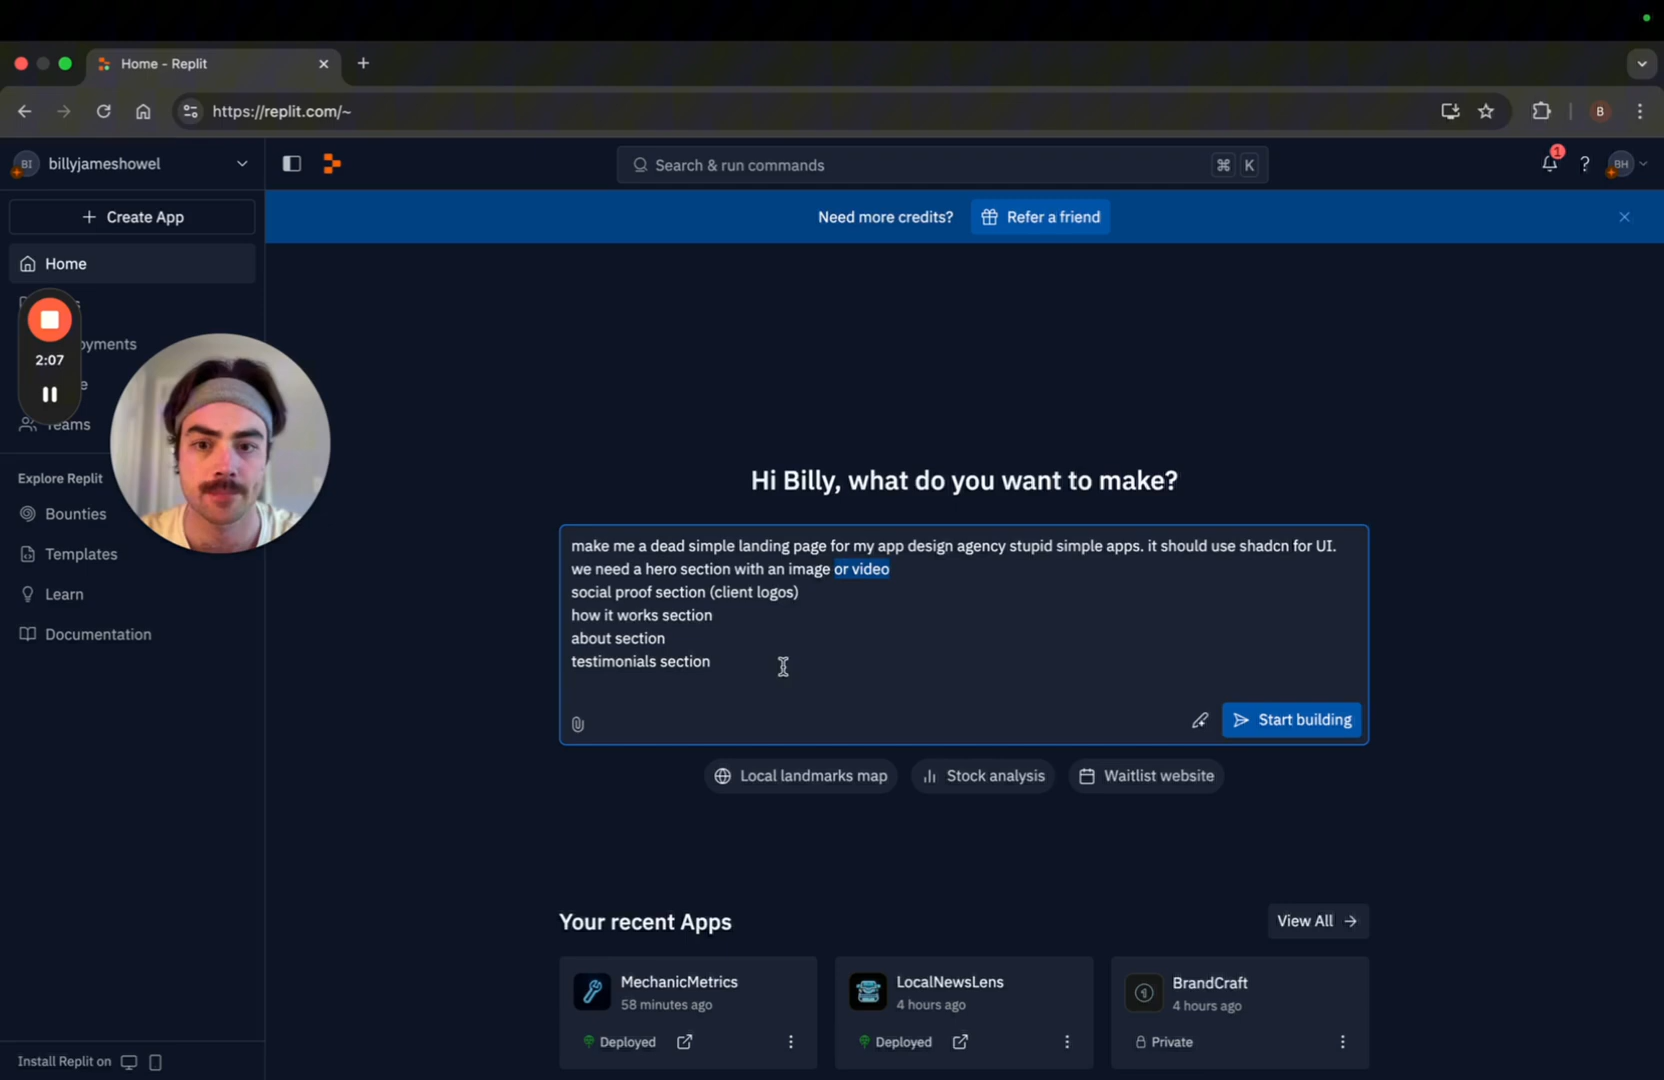 Home - Replit
https://replit.com/~
B
BI
billyjameshowel
Search & run commands
⌘ K
1
?
BH
+ Create App
Need more credits?
Refer a friend
Home
2:07
Teams
Explore Replit
Bounties
Templates
Learn
Documentation
Hi Billy, what do you want to make?
make me a dead simple landing page for my app design agency stupid simple apps. it should use shadcn for UI.
we need a hero section with an image or video
social proof section (client logos)
how it works section
about section
testimonials section
Start building
Local landmarks map
Stock analysis
Waitlist website
Your recent Apps
View All
MechanicMetrics
58 minutes ago
Deployed
LocalNewsLens
4 hours ago
Deployed
BrandCraft
4 hours ago
Private
Install Replit on